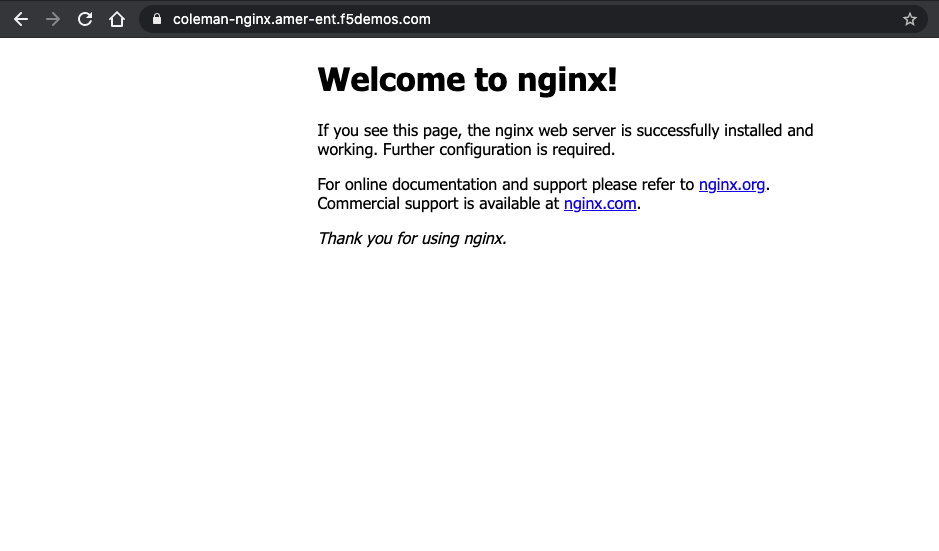 coleman-nginx.amer-ent.f5demos.com
Welcome to nginx!
If you see this page, the nginx web server is successfully installed and
working. Further configuration is required.
For online documentation and support please refer to nginx.org.
Commercial support is available at nginx.com.
Thank you for using nginx.